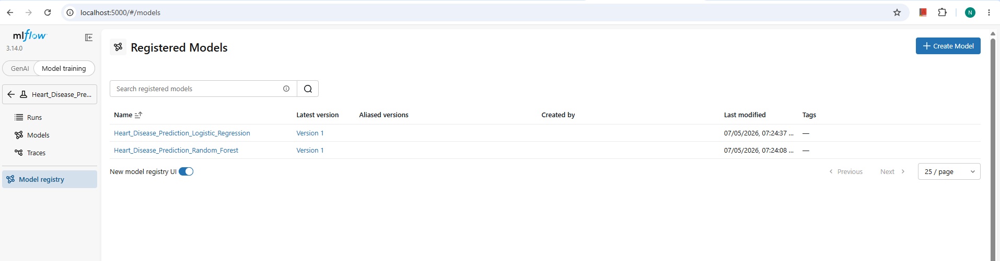 localhost:5000/#/models
N
mlflow
3.14.0
GenAI Model training
Heart_Disease_Pre...
Runs
Models
Traces
Model registry
Registered Models
Create Model
Search registered models
Name Latest version Aliased versions Created by Last modified Tags
Heart_Disease_Prediction_Logistic_Regression Version 1 07/05/2026, 07:24:37 ... —
Heart_Disease_Prediction_Random_Forest Version 1 07/05/2026, 07:24:08 ... —
New model registry UI Previous Next 25 / page